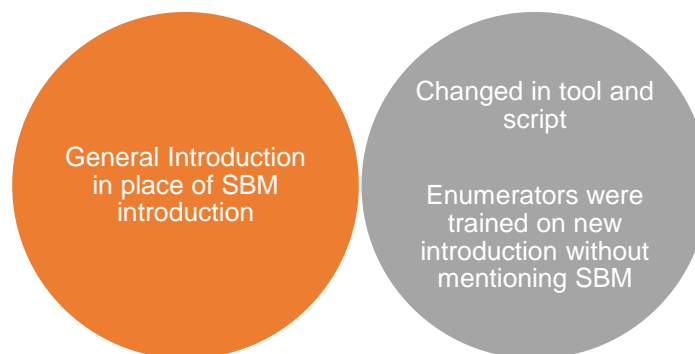 General Introduction
in place of SBM
introduction
Changed in tool and
script
Enumerators were
trained on new
introduction without
mentioning SBM